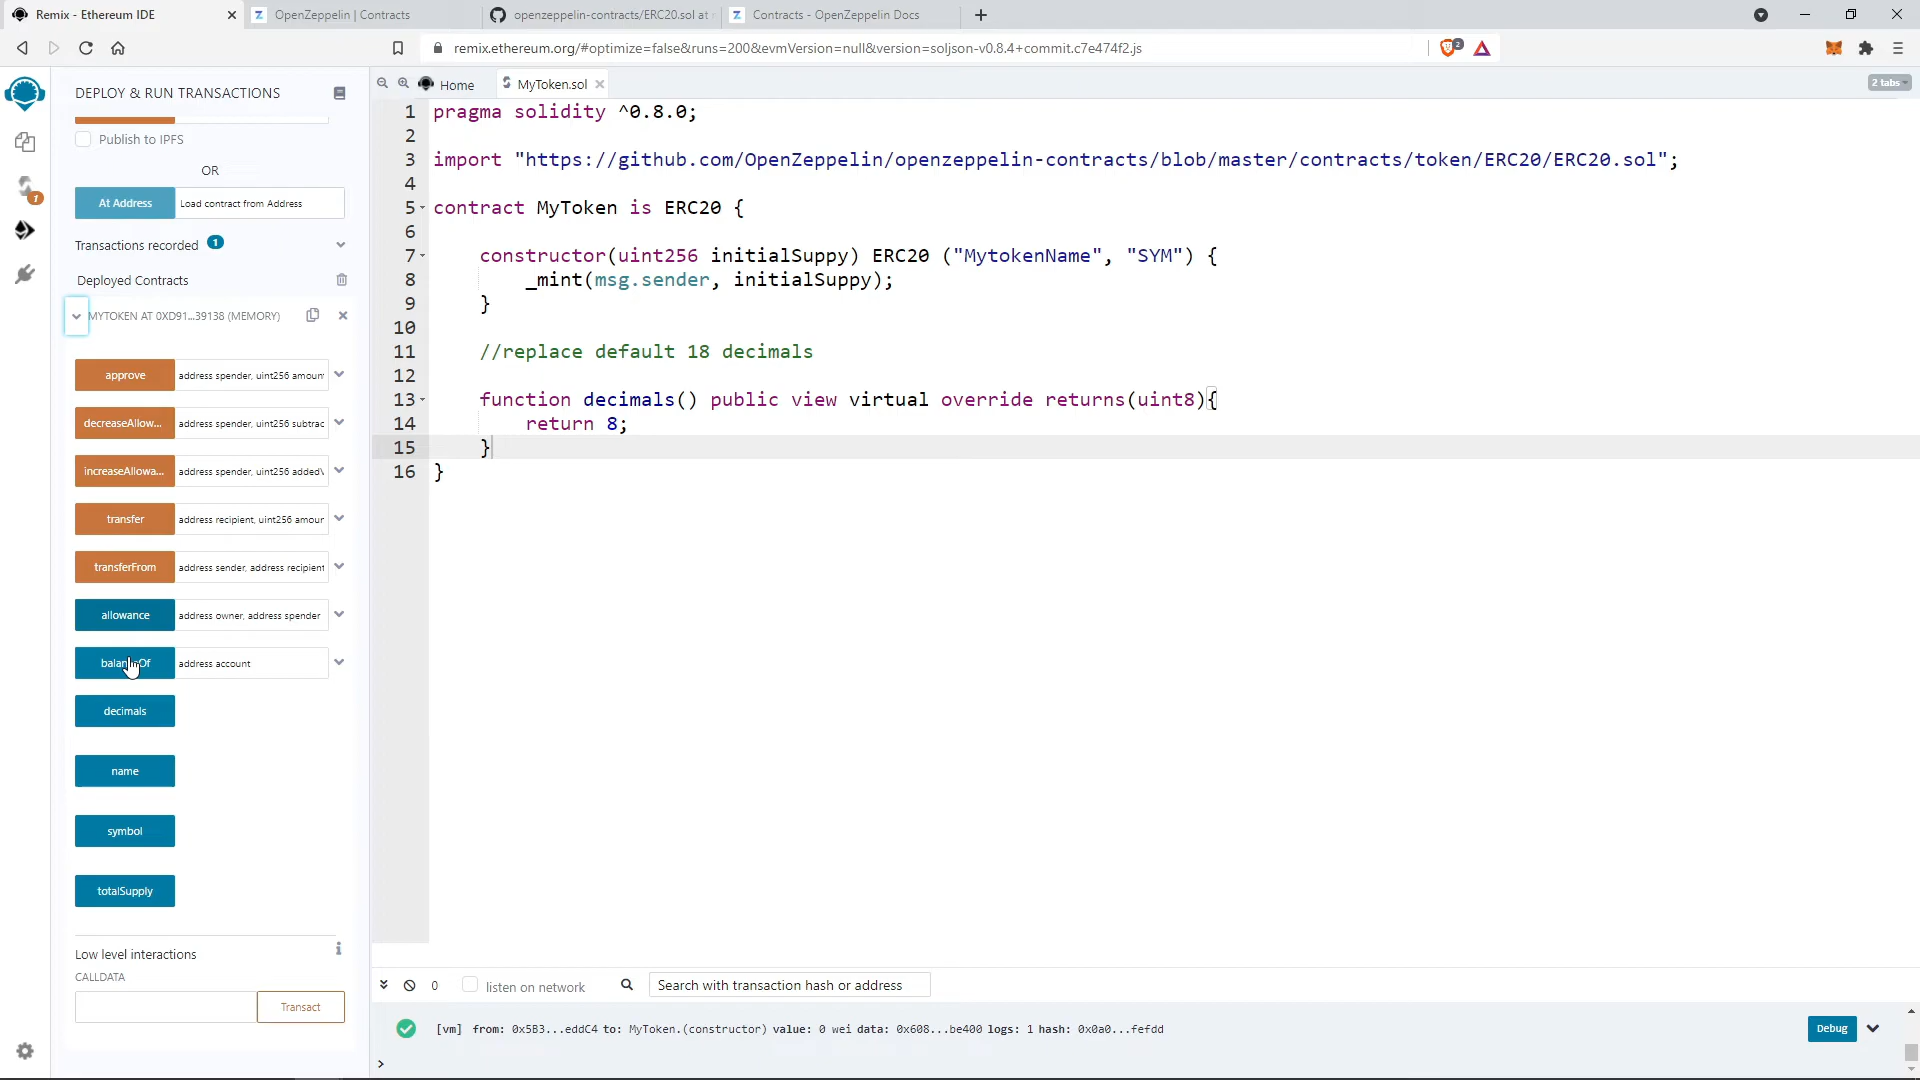 Remix - Ethereum IDE
OpenZeppelin | Contracts
openzeppelin-contracts/ERC20.sol at
Contracts - OpenZeppelin Docs
remix.ethereum.org/#optimize=false&runs=200&evmVersion=null&version=soljson-v0.8.4+commit.c7e474f2.js
2
DEPLOY & RUN TRANSACTIONS
Home
MyToken.sol
2 tabs
Publish to IPFS
OR
At Address
Load contract from Address
Transactions recorded 1
Deployed Contracts
MYTOKEN AT 0XD91...39138 (MEMORY)
approve
address spender, uint256 amount
decreaseAllow...
address spender, uint256 subtrac
increaseAllowa...
address spender, uint256 added\
transfer
address recipient, uint256 amour
transferFrom
address sender, address recipient
allowance
address owner, address spender
balanceOf
address account
decimals
name
symbol
totalSupply
Low level interactions
CALLDATA
Transact
1
1 pragma solidity ^0.8.0;
2
3 import "https://github.com/OpenZeppelin/openzeppelin-contracts/blob/master/contracts/token/ERC20/ERC20.sol";
4
5 contract MyToken is ERC20 {
6
7 constructor(uint256 initialSuppy) ERC20 ("MytokenName", "SYM") {
8 _mint(msg.sender, initialSuppy);
9 }
10
11 //replace default 18 decimals
12
13 function decimals() public view virtual override returns(uint8){
14 return 8;
15 }
16 }
0
listen on network
Search with transaction hash or address
[vm] from: 0x5B3...eddC4 to: MyToken.(constructor) value: 0 wei data: 0x608...be400 logs: 1 hash: 0x0a0...fefdd
Debug
>